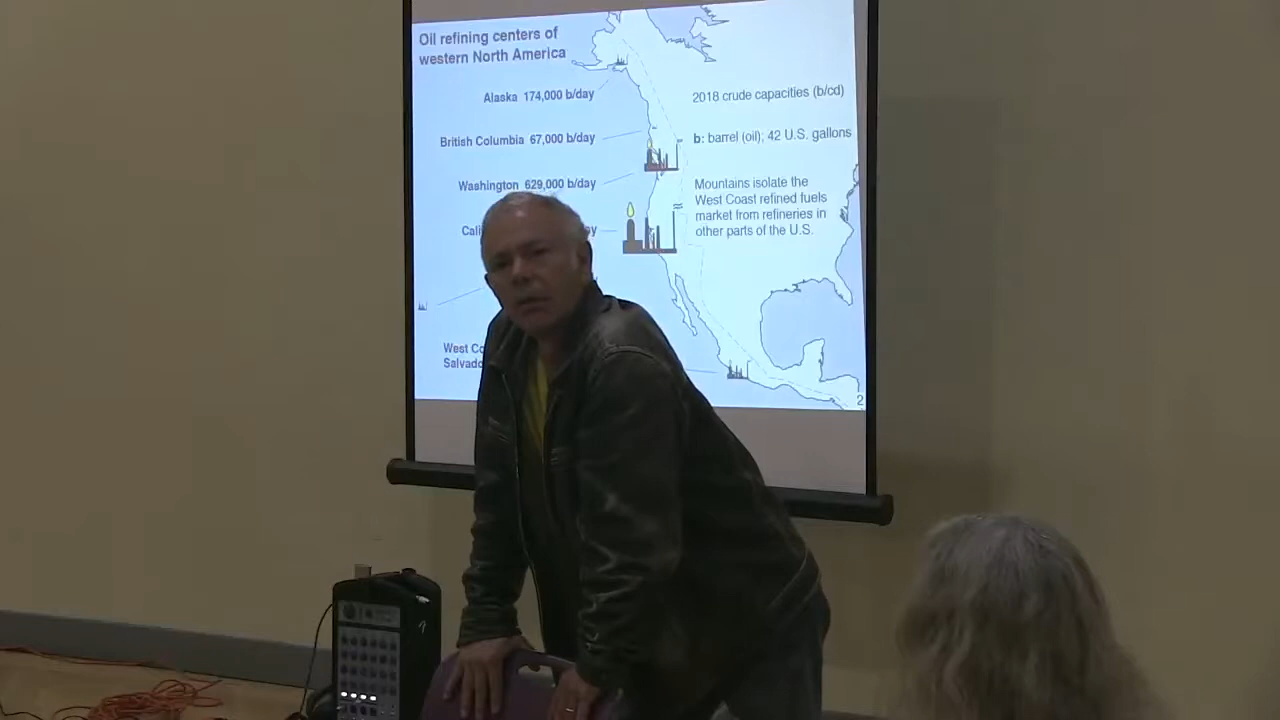 Oil refining centers of
western North America
Alaska 174,000 b/day
2018 crude capacities (b/cd)
British Columbia 67,000 b/day
b: barrel (oil); 42 U.S. gallons
Washington 629,000 b/day
Mountains isolate the
West Coast refined fuels
market from refineries in
other parts of the U.S.
West
2